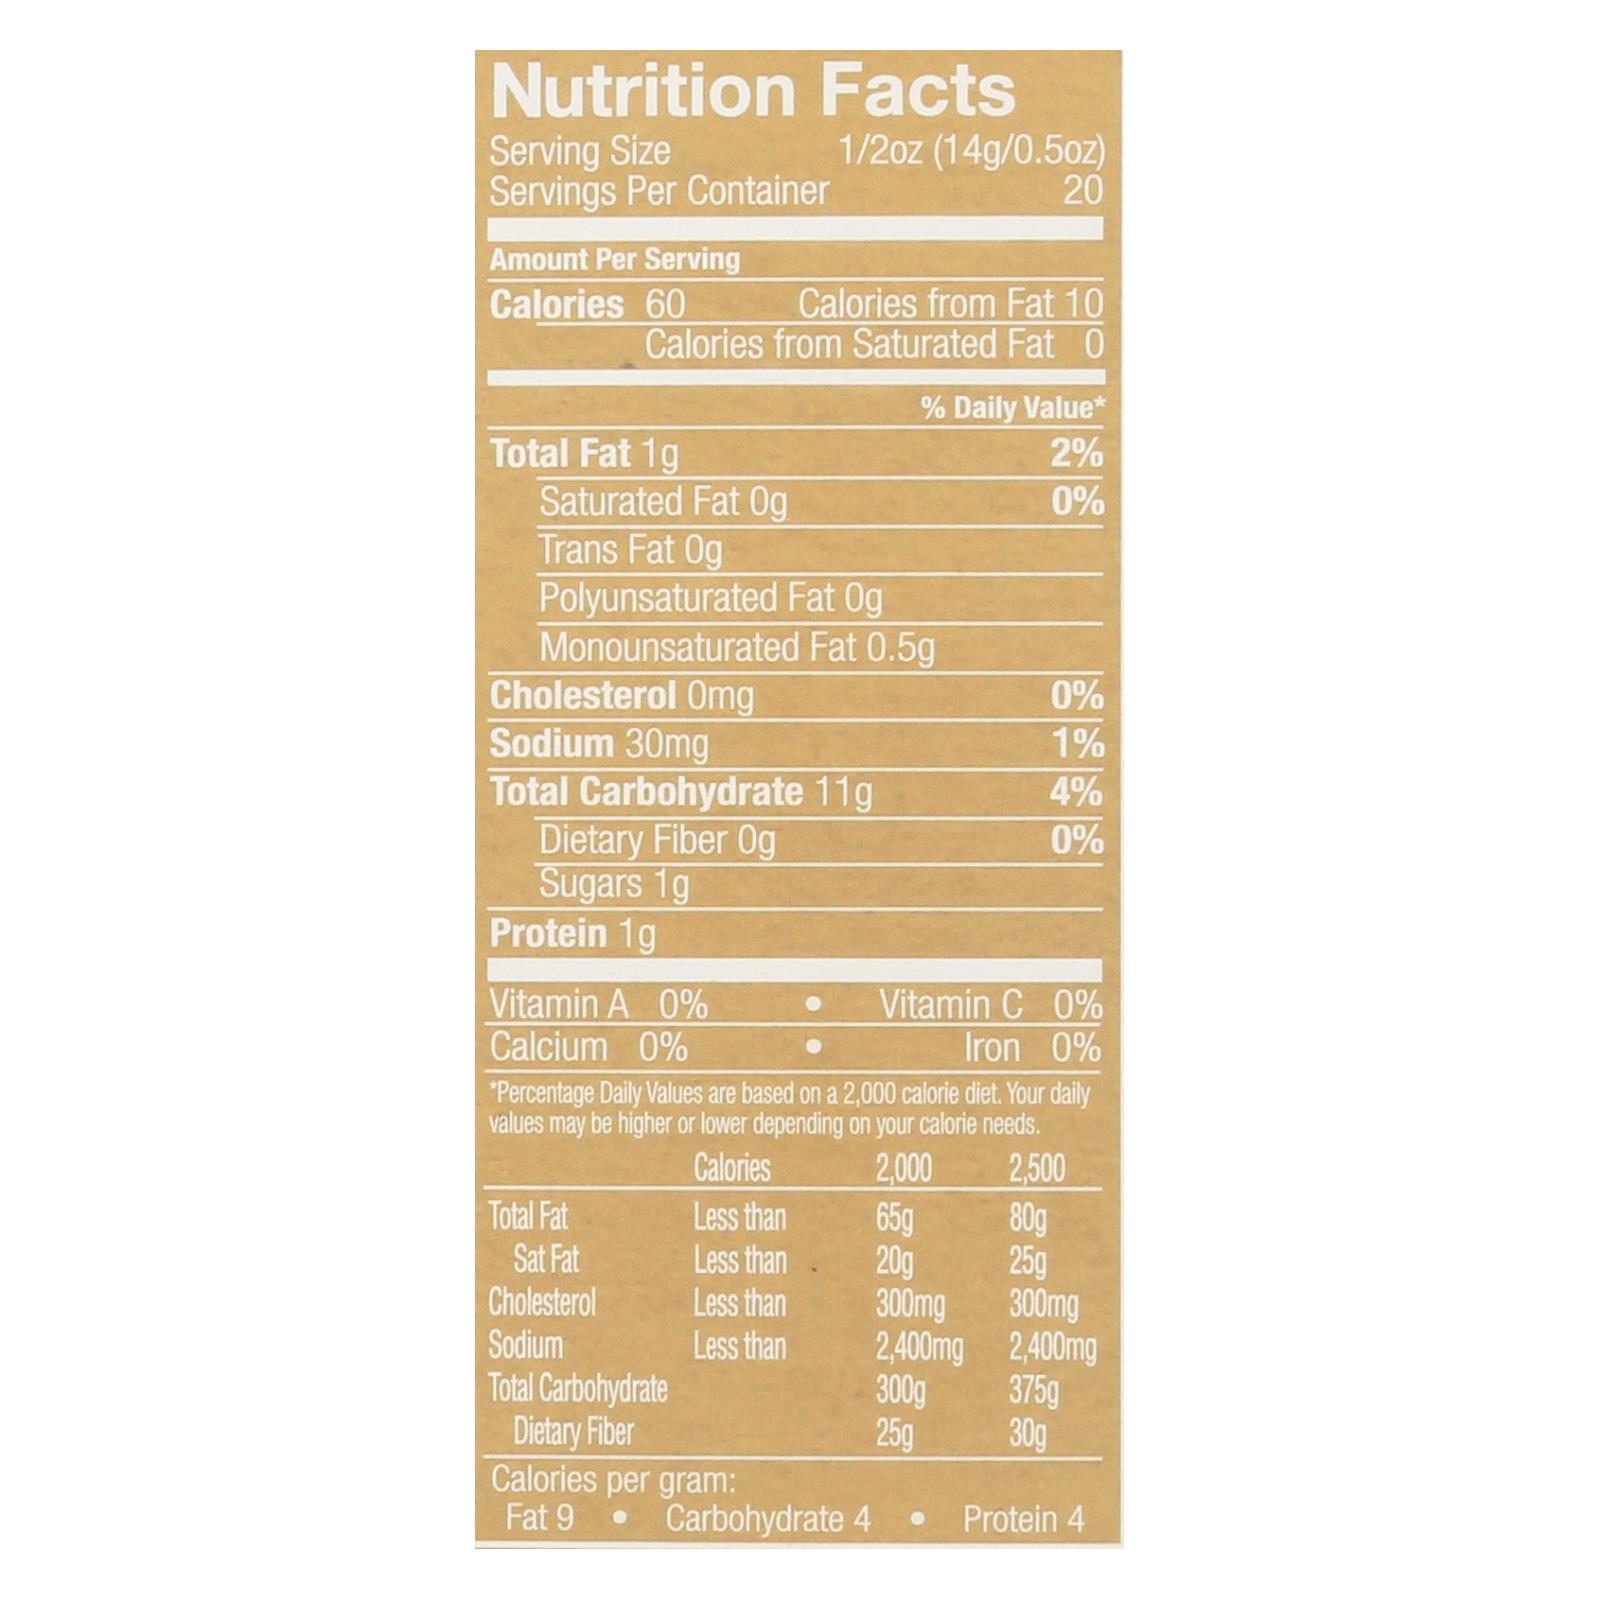 Nutrition Facts
Serving Size 1/2oz (14g/0.5oz)
Servings Per Container 20
Amount Per Serving
Calories 60 Calories from Fat 10
Calories from Saturated Fat 0
% Daily Value*
Total Fat 1g 2%
Saturated Fat 0g 0%
Trans Fat 0g
Polyunsaturated Fat 0g
Monounsaturated Fat 0.5g
Cholesterol 0mg 0%
Sodium 30mg 1%
Total Carbohydrate 11g 4%
Dietary Fiber 0g 0%
Sugars 1g
Protein 1g
Vitamin A 0% • Vitamin C 0%
Calcium 0% • Iron 0%
*Percentage Daily Values are based on a 2,000 calorie diet. Your daily
values may be higher or lower depending on your calorie needs.
Calories 2,000 2,500
Total Fat Less than 65g 80g
Sat Fat Less than 20g 25g
Cholesterol Less than 300mg 300mg
Sodium Less than 2,400mg 2,400mg
Total Carbohydrate 300g 375g
Dietary Fiber 25g 30g
Calories per gram:
Fat 9 • Carbohydrate 4 • Protein 4